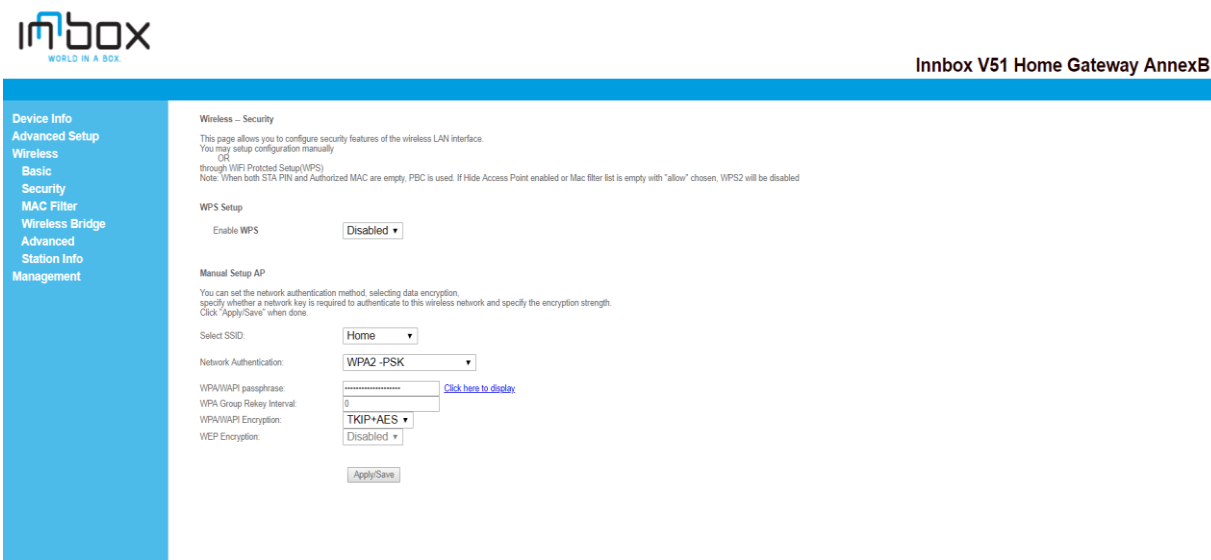 innbox
WORLD IN A BOX.
Innbox V51 Home Gateway AnnexB
Device Info
Advanced Setup
Wireless
Basic
Security
MAC Filter
Wireless Bridge
Advanced
Station Info
Management
Wireless -- Security
This page allows you to configure security features of the wireless LAN interface.
You may setup configuration manually
OR
through WiFi Protcted Setup(WPS)
Note: When both STA PIN and Authorized MAC are empty, PBC is used. If Hide Access Point enabled or Mac filter list is empty with "allow" chosen, WPS2 will be disabled
WPS Setup
Enable WPS Disabled
Manual Setup AP
You can set the network authentication method, selecting data encryption,
specify whether a network key is required to authenticate to this wireless network and specify the encryption strength.
Click "Apply/Save" when done.
Select SSID: Home
Network Authentication: WPA2 -PSK
WPA/WAPI passphrase: •••••••••••••••••••• Click here to display
WPA Group Rekey Interval: 0
WPA/WAPI Encryption: TKIP+AES
WEP Encryption: Disabled
Apply/Save